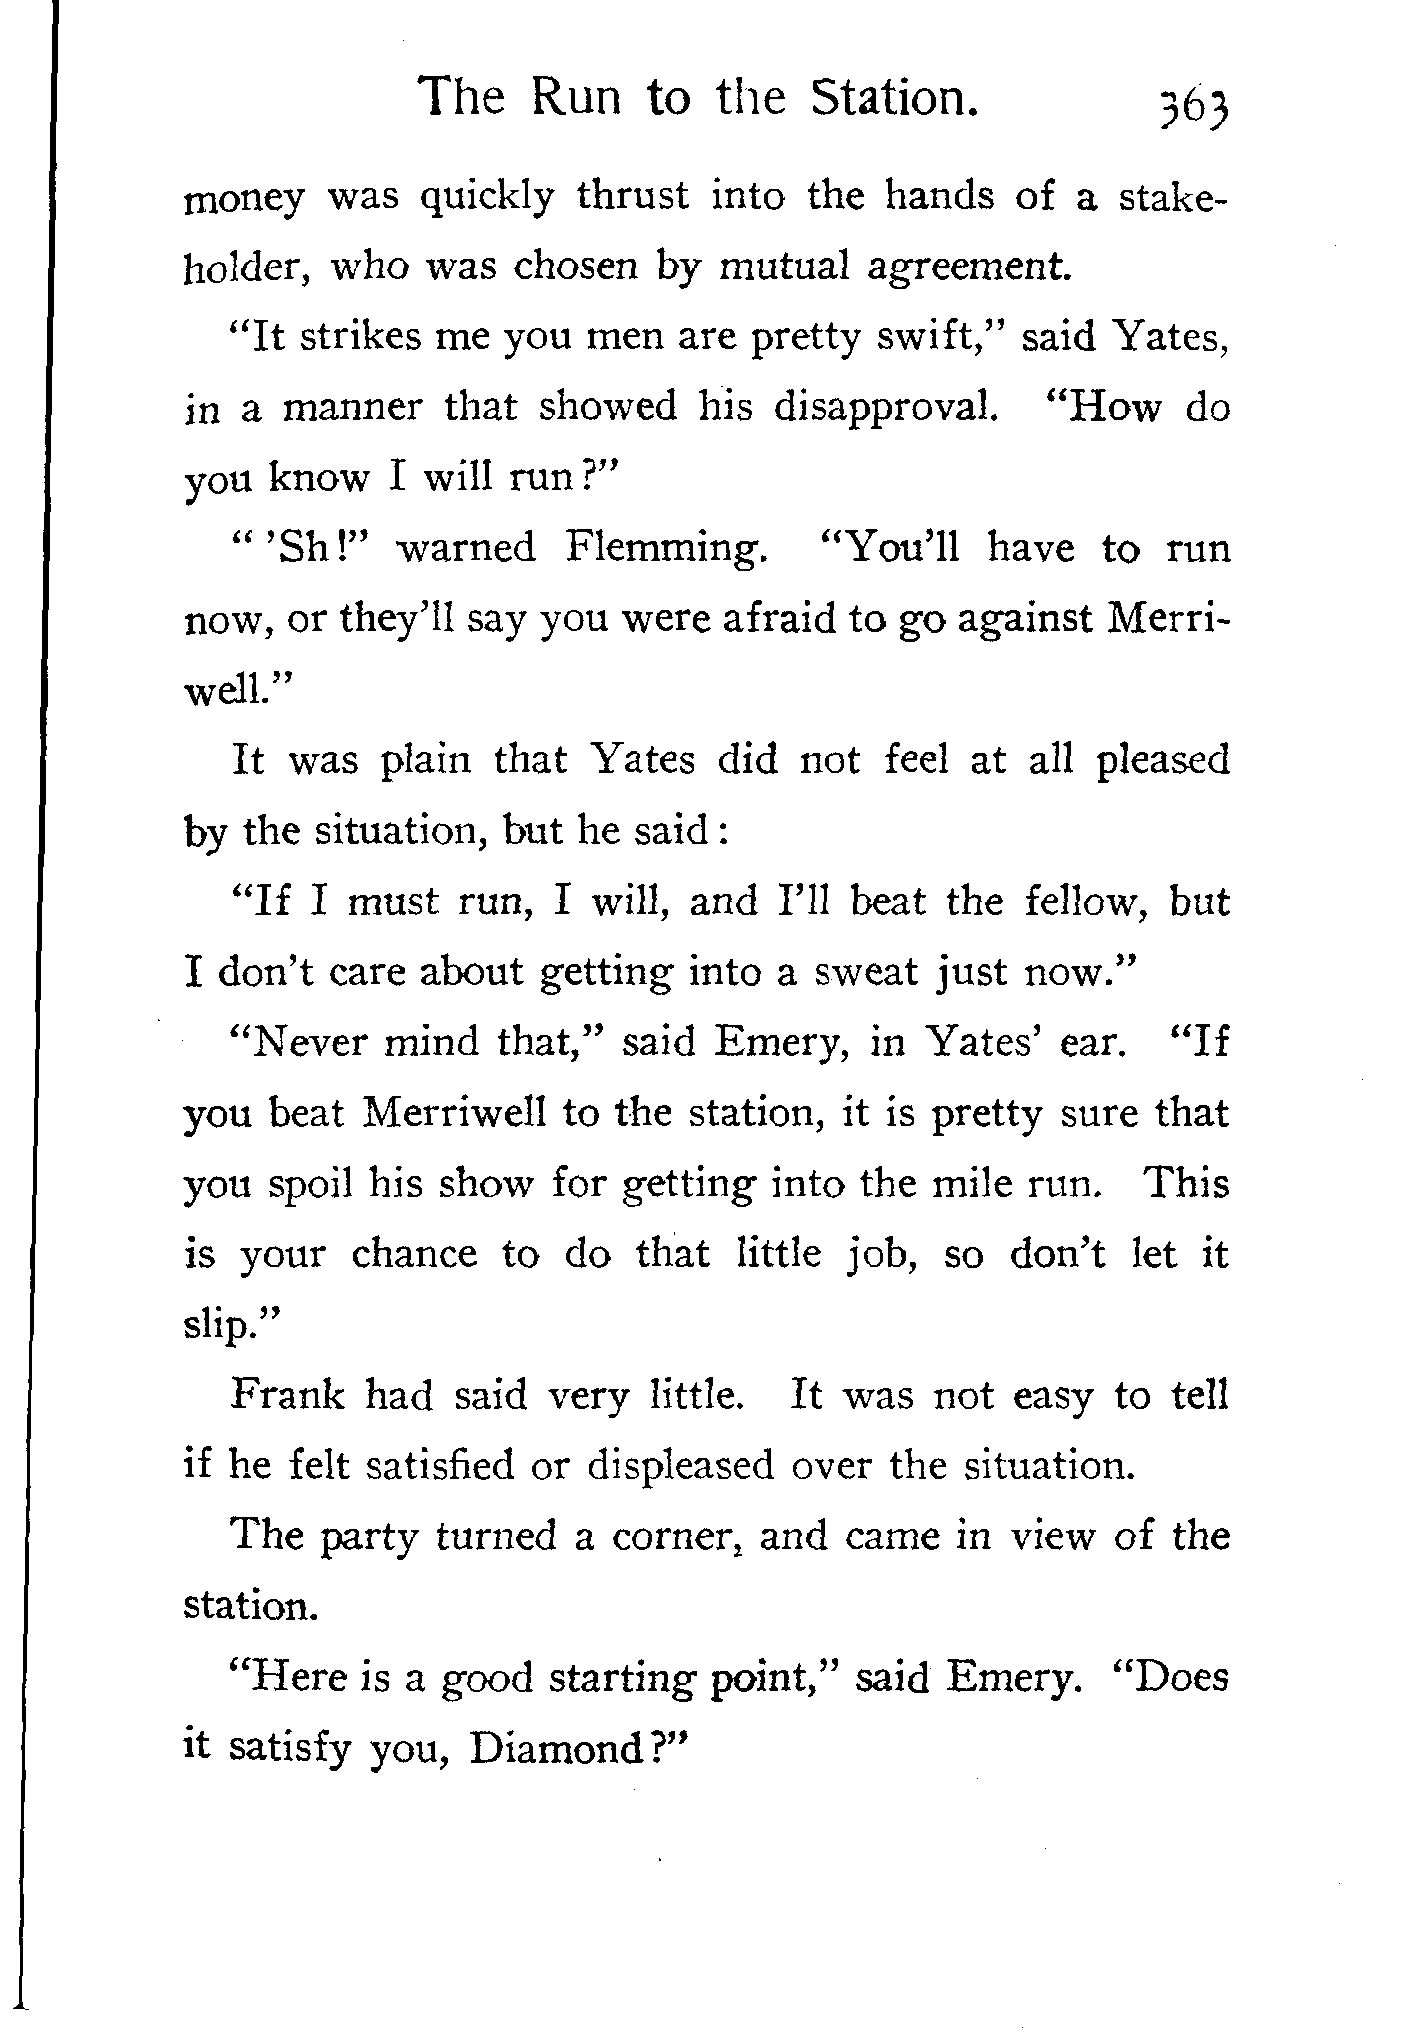 The Run to the Station. 363
money was quickly thrust into the hands of a stake-
holder, who was chosen by mutual agreement.
“It strikes me you men are pretty swift,” said Yates,
in a manner that showed his disapproval. “How do
you know I will run?”
“ ’Sh!” warned Flemming. “You’ll have to run
now, or they’ll say you were afraid to go against Merri-
well.”
It was plain that Yates did not feel at all pleased
by the situation, but he said:
“If I must run, I will, and I’ll beat the fellow, but
I don’t care about getting into a sweat just now.”
“Never mind that,” said Emery, in Yates’ ear. “If
you beat Merriwell to the station, it is pretty sure that
you spoil his show for getting into the mile run. This
is your chance to do that little job, so don’t let it
slip.”
Frank had said very little. It was not easy to tell
if he felt satisfied or displeased over the situation.
The party turned a corner, and came in view of the
station.
“Here is a good starting point,” said Emery. “Does
it satisfy you, Diamond?”